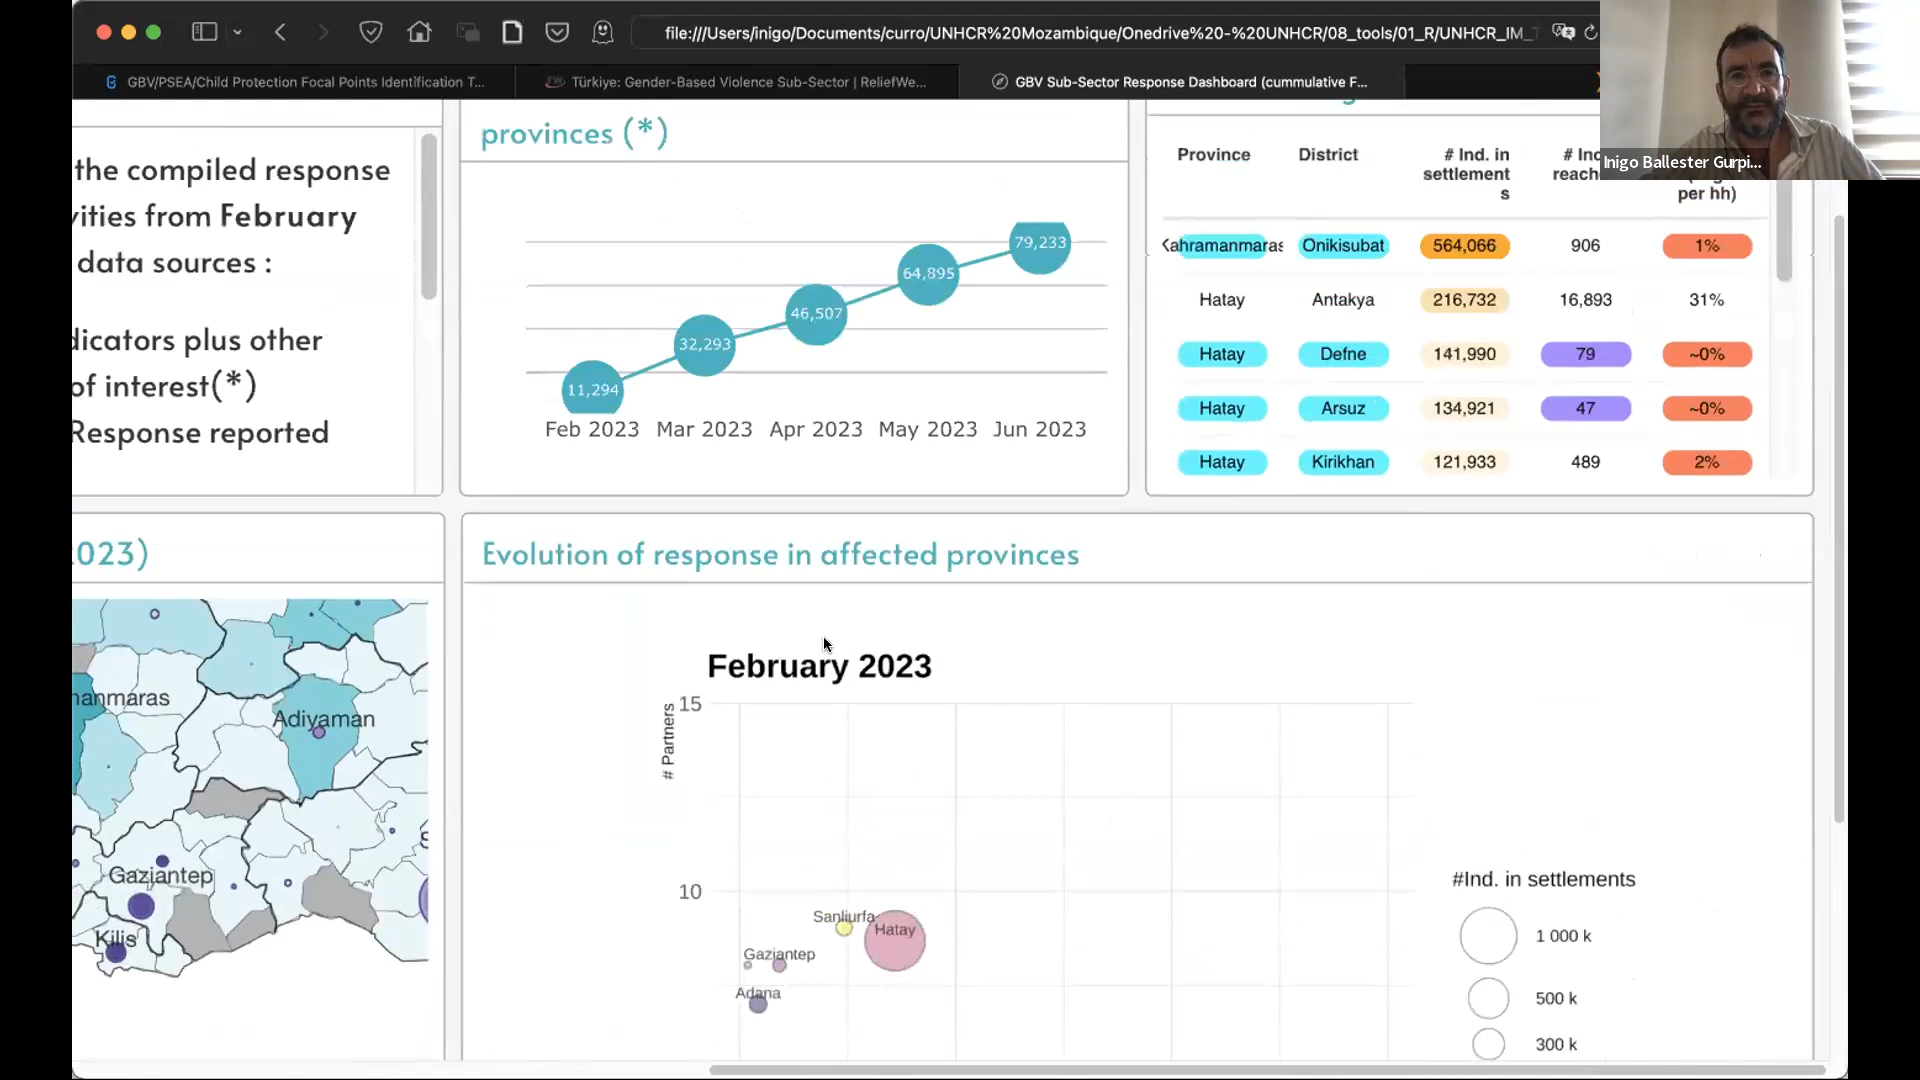 file:///Users/inigo/Documents/curro/UNHCR%20Mozambique/Onedrive%20-%20UNHCR/08_tools/01_R/UNHCR_IM_T
GBV/PSEA/Child Protection Focal Points Identification T...
Türkiye: Gender-Based Violence Sub-Sector | ReliefWe...
GBV Sub-Sector Response Dashboard (cummulative F...
Inigo Ballester Gurpi...
the compiled response
vities from February
data sources :
dicators plus other
of interest(*)
Response reported
provinces (*)
79,233
64,895
46,507
32,293
11,294
Feb 2023 Mar 2023 Apr 2023 May 2023 Jun 2023
Province District # Ind. in settlement s # Ind reach per hh)
Kahramanmaras Onikisubat 564,066 906 1%
Hatay Antakya 216,732 16,893 31%
Hatay Defne 141,990 79 ~0%
Hatay Arsuz 134,921 47 ~0%
Hatay Kirikhan 121,933 489 2%
2023)
manmaras
Adiyaman
Gaziantep
Kilis
Evolution of response in affected provinces
February 2023
# Partners
15
10
Sanliurfa
Hatay
Gaziantep
Adana
#Ind. in settlements
1 000 k
500 k
300 k